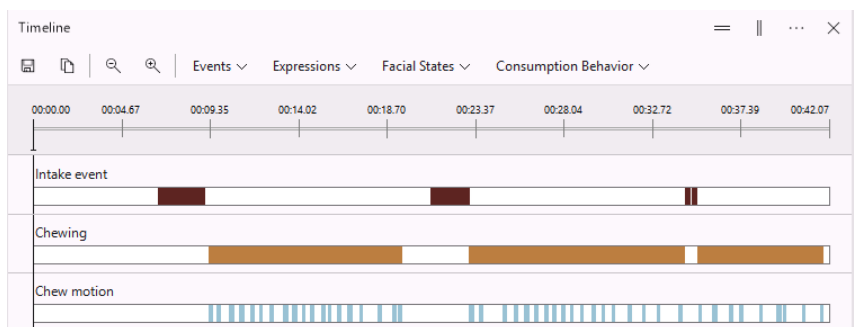 Timeline
Events Expressions Facial States Consumption Behavior
00:00.00 00:04.67 00:09.35 00:14.02 00:18.70 00:23.37 00:28.04 00:32.72 00:37.39 00:42.07
Intake event
Chewing
Chew motion